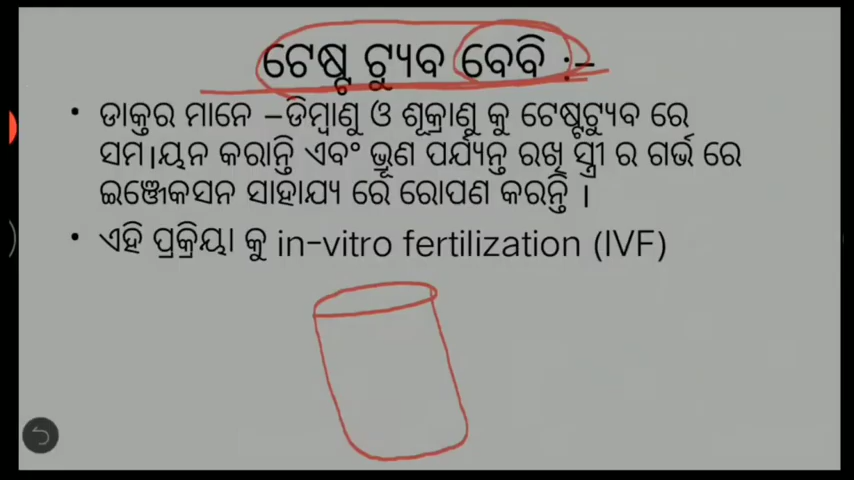 ଟେଷ୍ଟ ଟ୍ୟୁବ ବେବି :-
• ଡାକ୍ତର ମାନେ –ଡିମ୍ବାଣୁ ଓ ଶୂକ୍ରାଣୁ କୁ ଟେଷ୍ଟଟ୍ୟୁବ ରେ
ସମ।ୟନ କରାନ୍ତି ଏବଂ ଭ୍ରୂଣ ପର୍ଯ୍ୟନ୍ତ ରଖି ସ୍ତ୍ରୀ ର ଗର୍ଭ ରେ
ଇଞ୍ଜେକସନ ସାହାଯ୍ୟ ରେ ରୋପଣ କରନ୍ତି ।
• ଏହି ପ୍ରକ୍ରିୟା କୁ in-vitro fertilization (IVF)